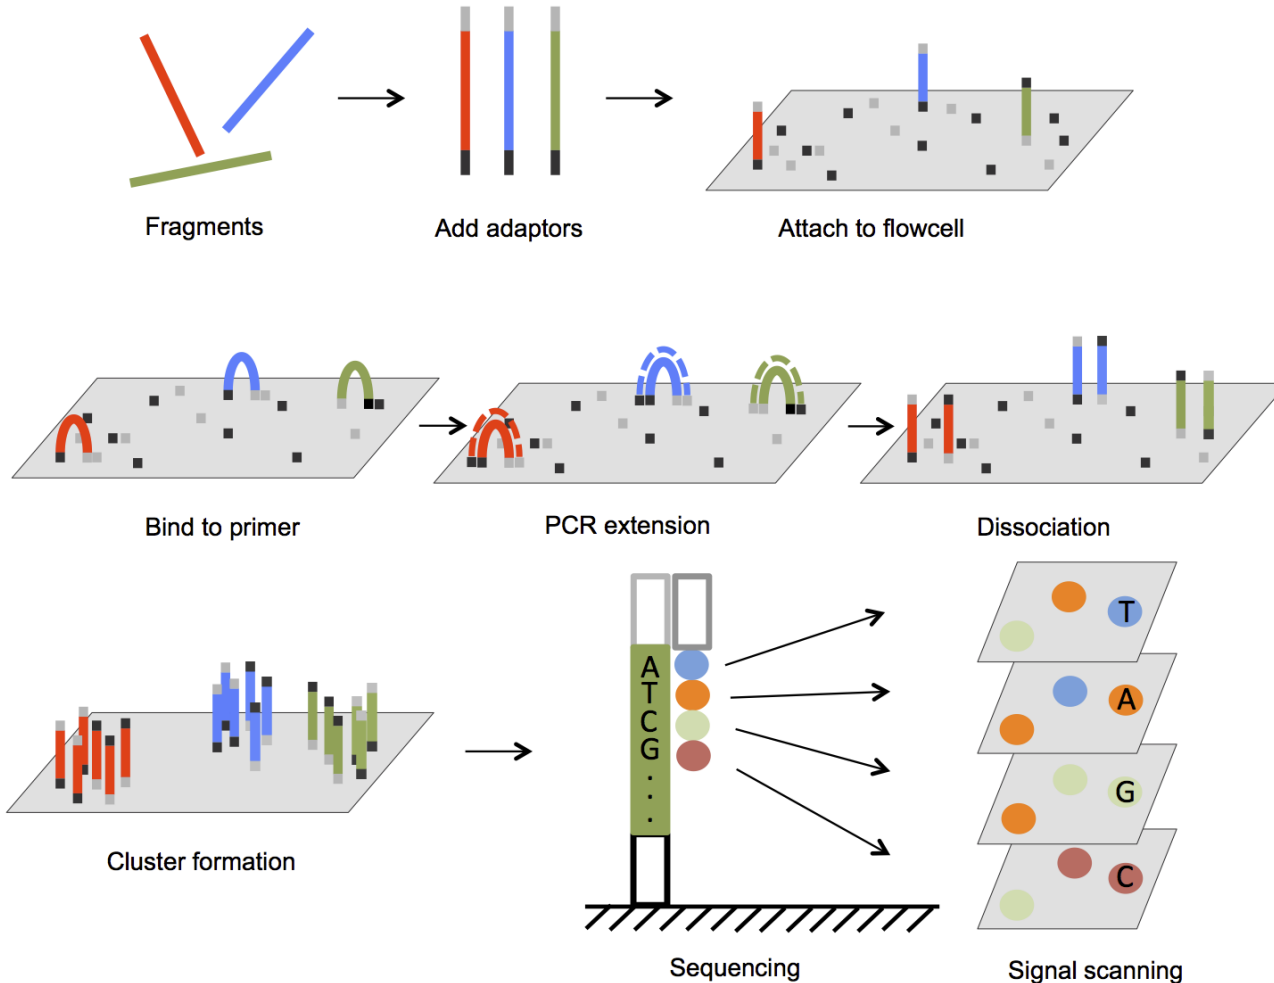 Fragments
Add adaptors
Attach to flowcell
Bind to primer
PCR extension
Dissociation
Cluster formation
A
T
C
G
.
.
.
Sequencing
T
A
G
C
Signal scanning